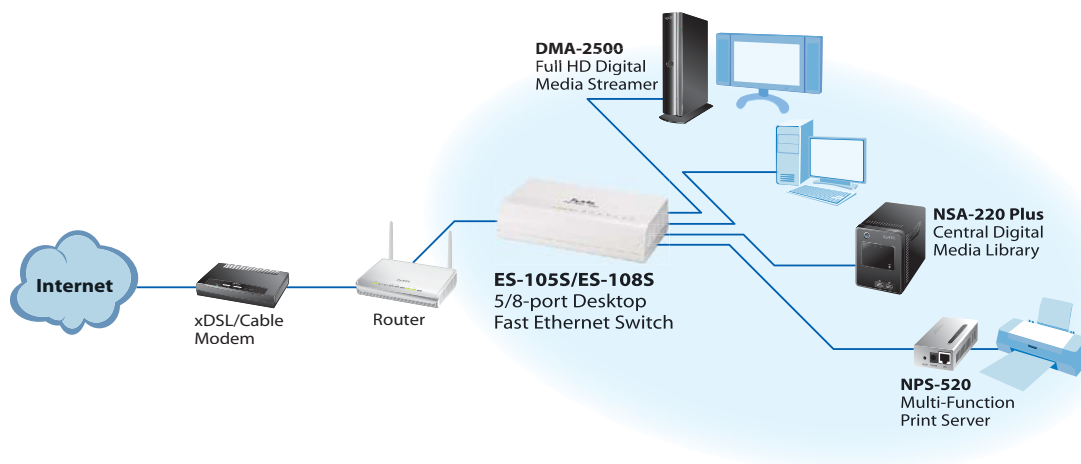 DMA-2500
Full HD Digital
Media Streamer
NSA-220 Plus
Central Digital
Media Library
Internet
xDSL/Cable
Modem
Router
ES-105S/ES-108S
5/8-port Desktop
Fast Ethernet Switch
NPS-520
Multi-Function
Print Server